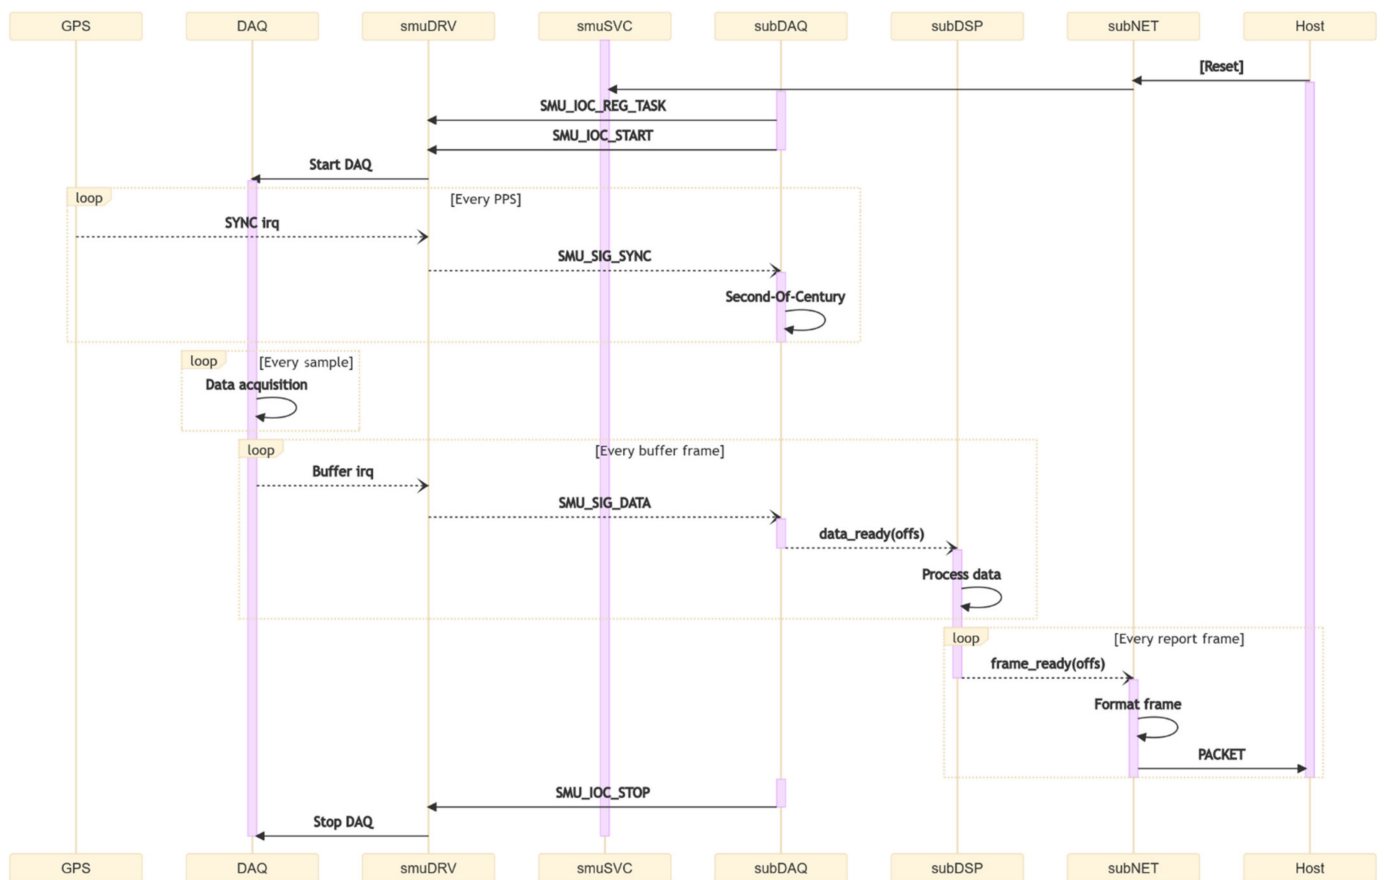 GPS DAQ smuDRV smuSVC subDAQ subDSP subNET Host
[Reset]
SMU_IOC_REG_TASK
SMU_IOC_START
Start DAQ
loop [Every PPS]
SYNC irq
SMU_SIG_SYNC
Second-Of-Century
loop [Every sample]
Data acquisition
loop [Every buffer frame]
Buffer irq
SMU_SIG_DATA
data_ready(offs)
Process data
loop [Every report frame]
frame_ready(offs)
Format frame
PACKET
SMU_IOC_STOP
Stop DAQ
GPS DAQ smuDRV smuSVC subDAQ subDSP subNET Host